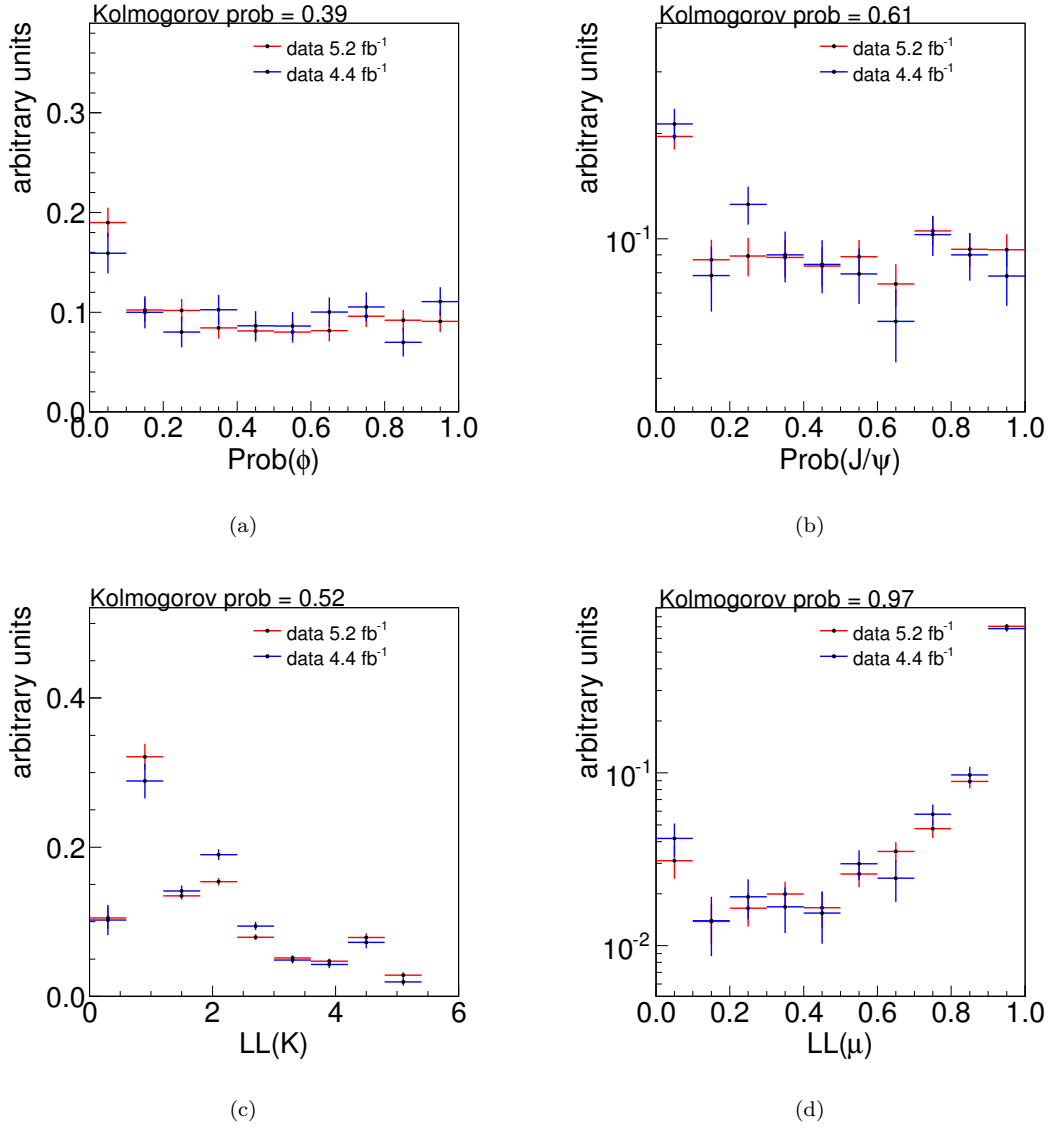 Kolmogorov prob = 0.39
arbitrary units
data 5.2 fb⁻¹
data 4.4 fb⁻¹
0.3
0.2
0.1
0.0
0.0 0.2 0.4 0.6 0.8 1.0
Prob(ϕ)
(a)
Kolmogorov prob = 0.61
arbitrary units
data 5.2 fb⁻¹
data 4.4 fb⁻¹
10⁻¹
0.0 0.2 0.4 0.6 0.8 1.0
Prob(J/ψ)
(b)
Kolmogorov prob = 0.52
arbitrary units
data 5.2 fb⁻¹
data 4.4 fb⁻¹
0.4
0.2
0.0
0 2 4 6
LL(K)
(c)
Kolmogorov prob = 0.97
arbitrary units
data 5.2 fb⁻¹
data 4.4 fb⁻¹
10⁻¹
10⁻²
0.0 0.2 0.4 0.6 0.8 1.0
LL(μ)
(d)